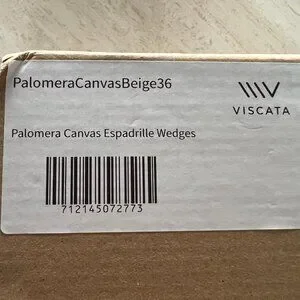 PalomeraCanvasBeige36
VISCATA
Palomera Canvas Espadrille Wedges
712145072773